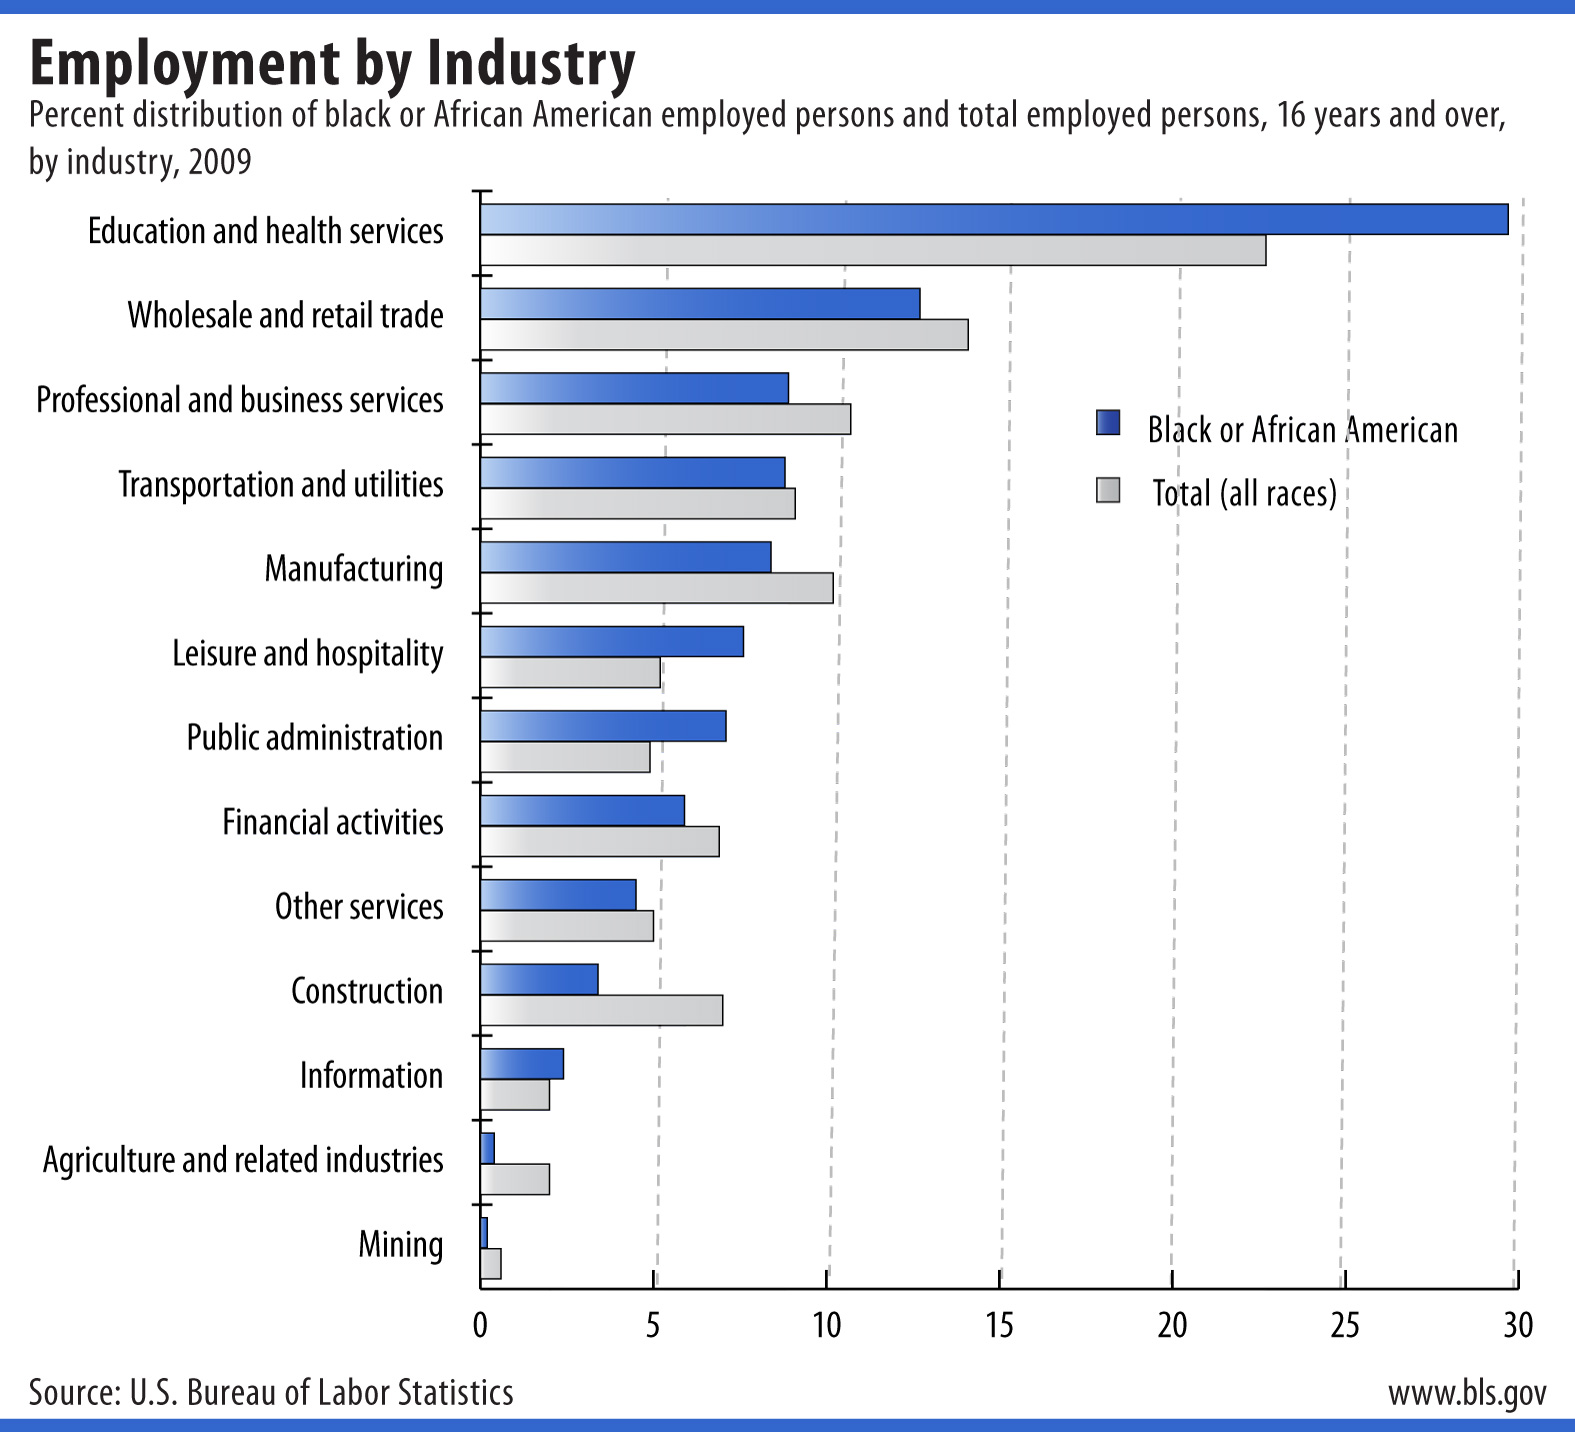 Employment by Industry
Percent distribution of black or African American employed persons and total employed persons, 16 years and over,
by industry, 2009
Education and health services
Wholesale and retail trade
Professional and business services
Black or African American
Transportation and utilities
Total (all races)
Manufacturing
Leisure and hospitality
Public administration
Financial activities
Other services
Construction
Information
Agriculture and related industries
Mining
0 5 10 15 20 25 30
Source: U.S. Bureau of Labor Statistics
www.bls.gov